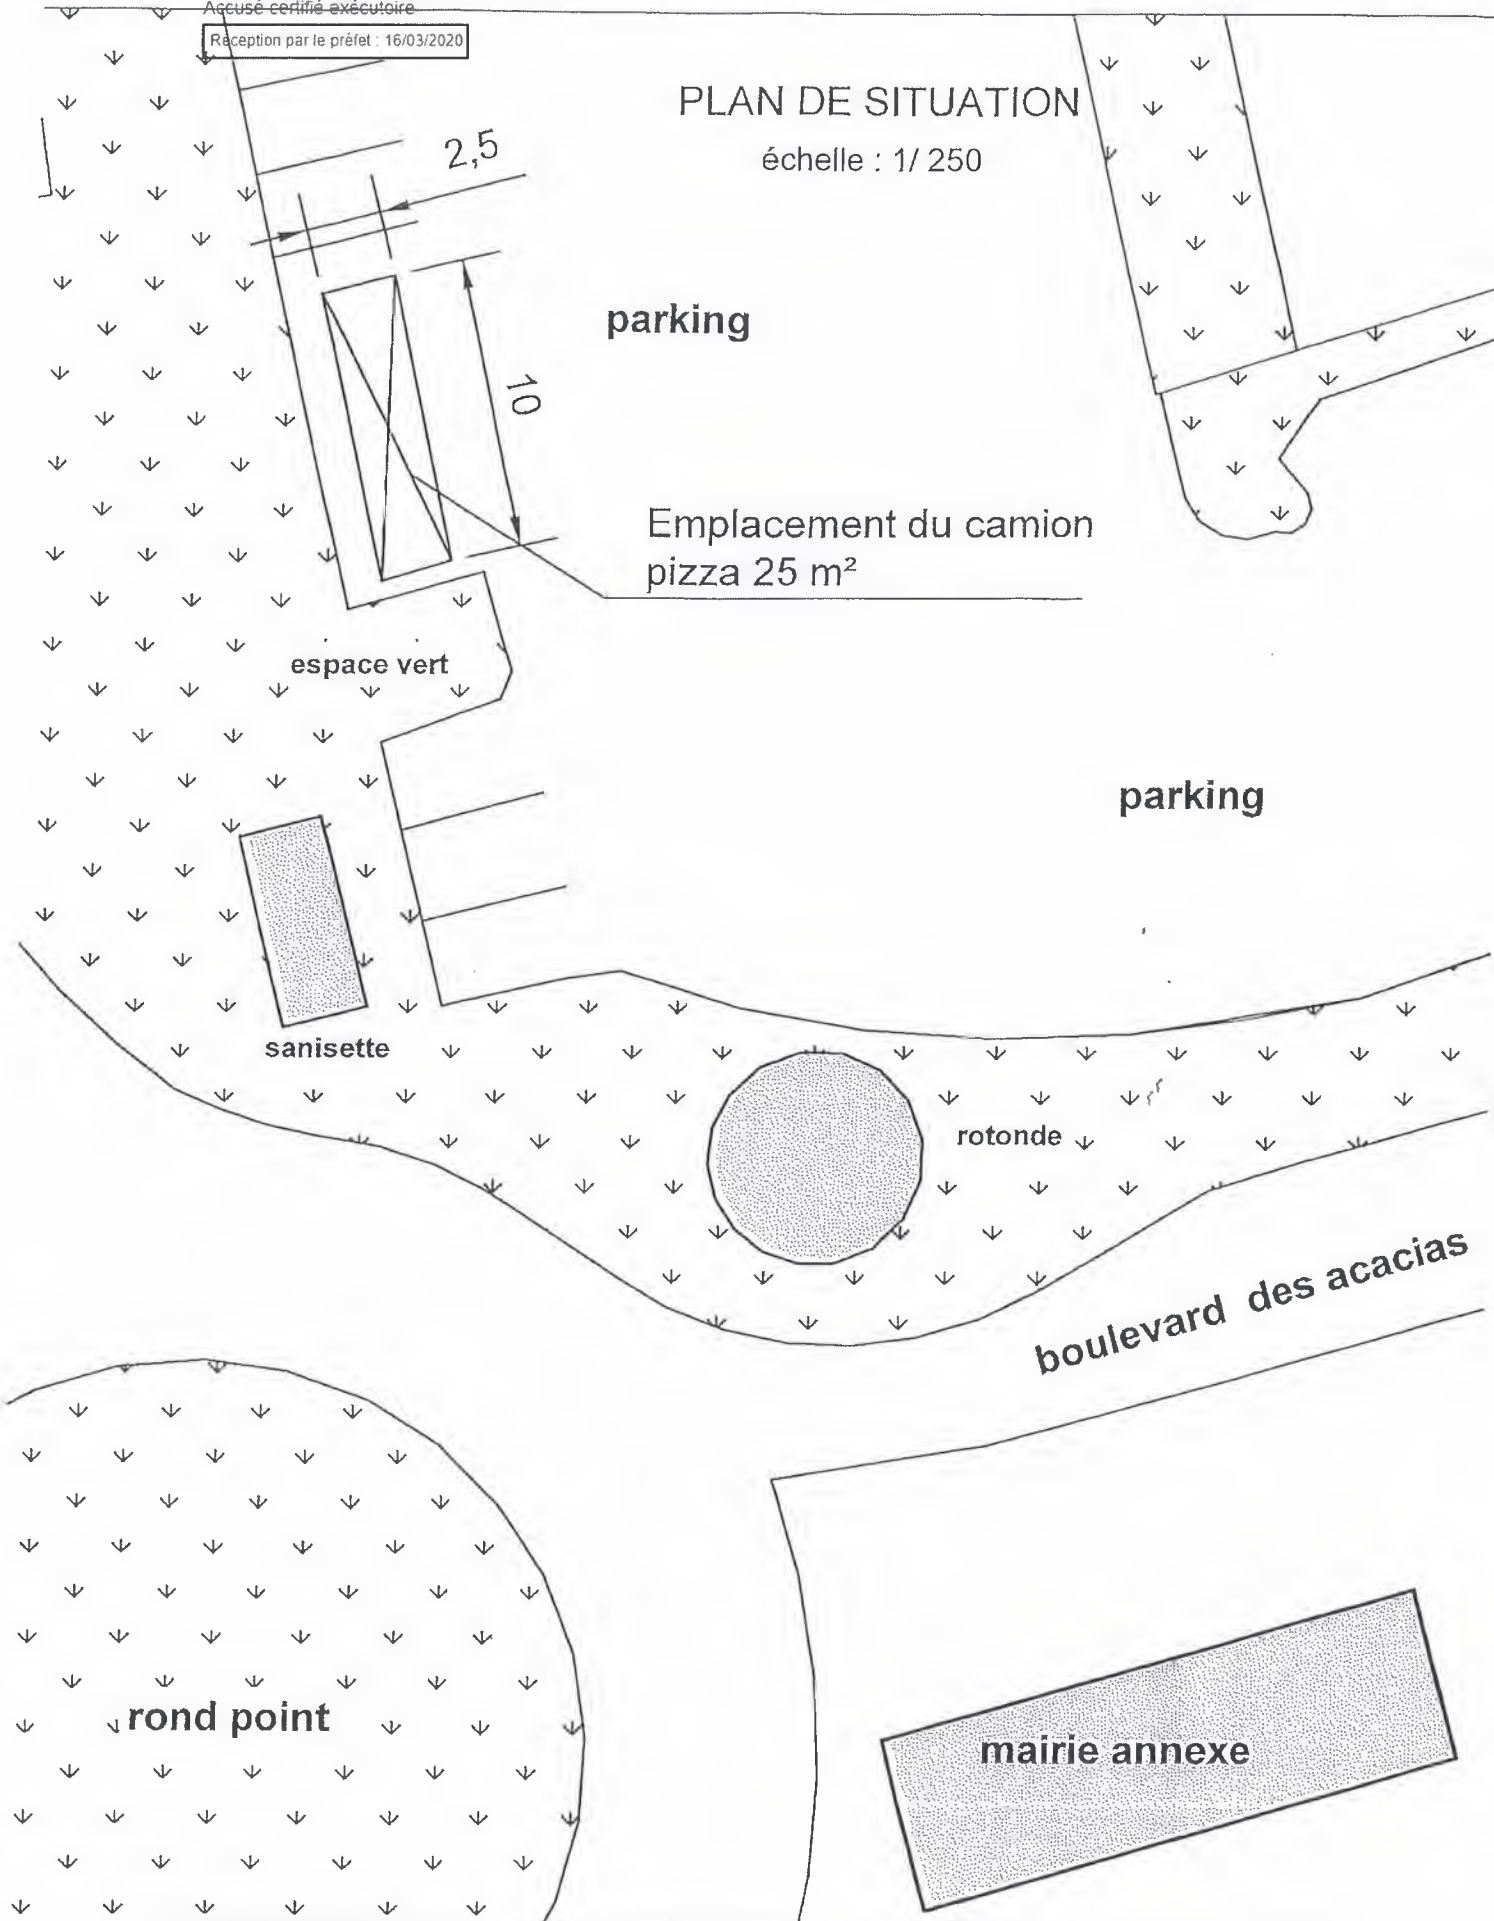 Accusé certifié exécutoire
Réception par le préfet : 16/03/2020
PLAN DE SITUATION
échelle : 1/ 250
2,5
parking
10
Emplacement du camion
pizza 25 m²
espace vert
parking
sanisette
rotonde
boulevard des acacias
rond point
mairie annexe